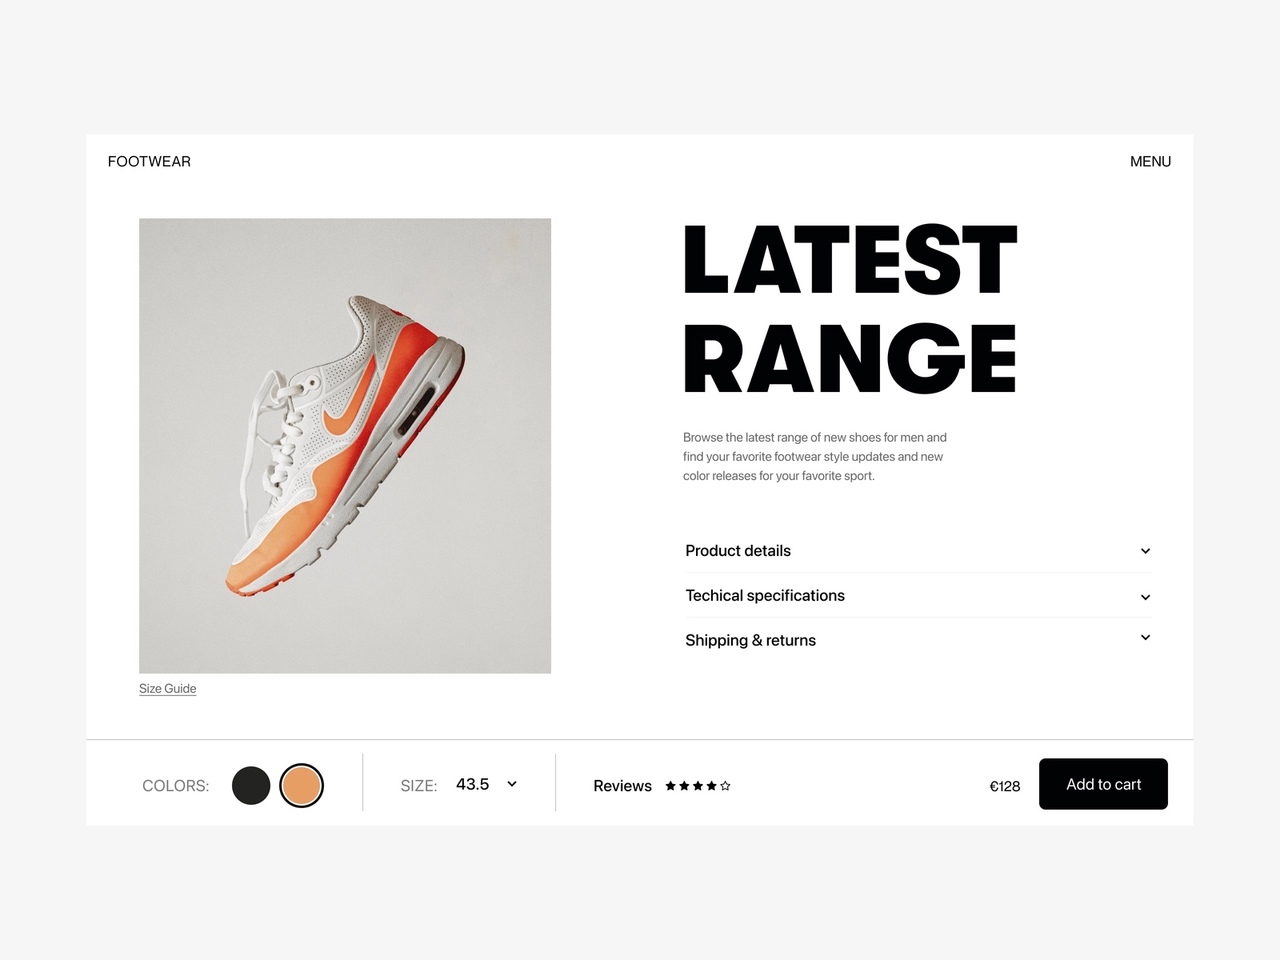 FOOTWEAR
MENU
LATEST
RANGE
Browse the latest range of new shoes for men and
find your favorite footwear style updates and new
color releases for your favorite sport.
Product details
Techical specifications
Shipping & returns
Size Guide
COLORS:
SIZE: 43.5
Reviews
€128
Add to cart